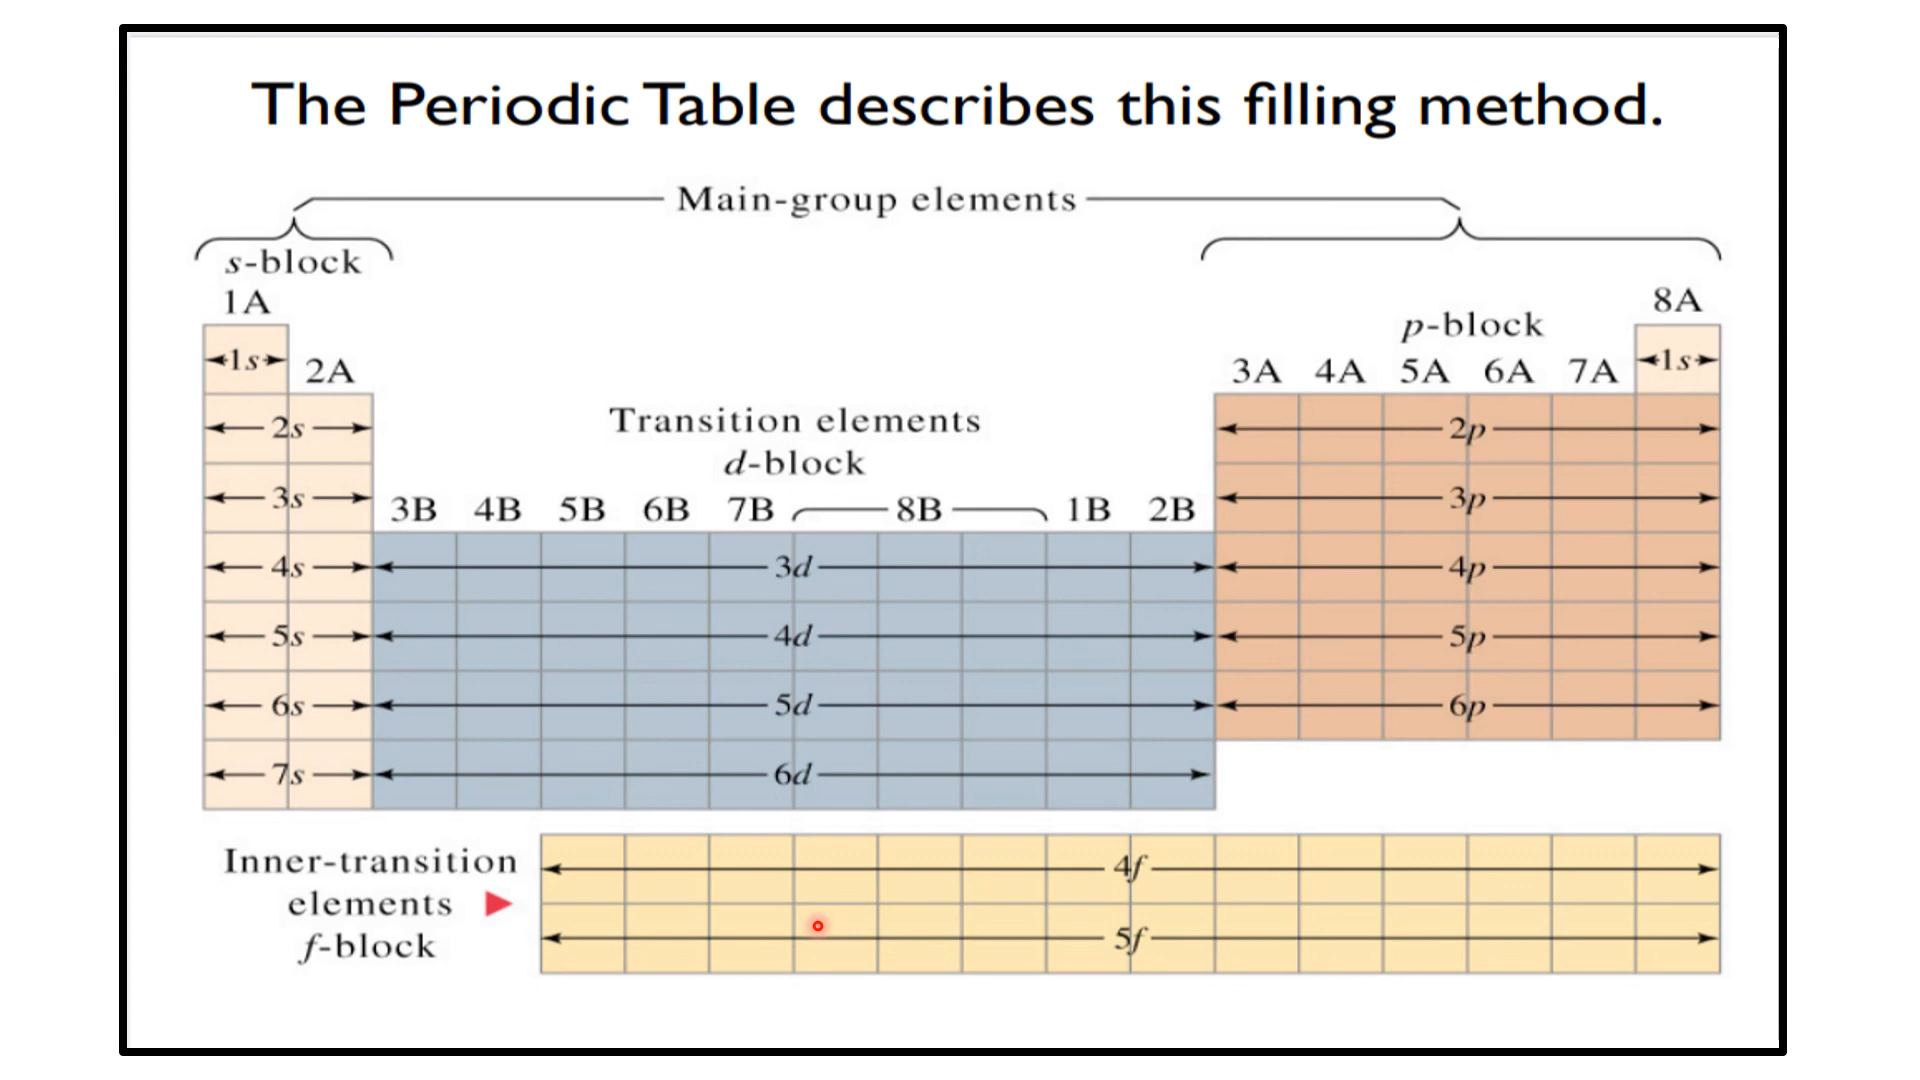 The Periodic Table describes this filling method.
Main-group elements
s-block
1A
8A
p-block
1s
2A
3A 4A 5A 6A 7A
1s
2s
Transition elements
d-block
2p
3s
3B 4B 5B 6B 7B 8B 1B 2B
3p
4s 3d 4p
5s 4d 5p
6s 5d 6p
7s 6d
Inner-transition
elements
f-block
4f
5f